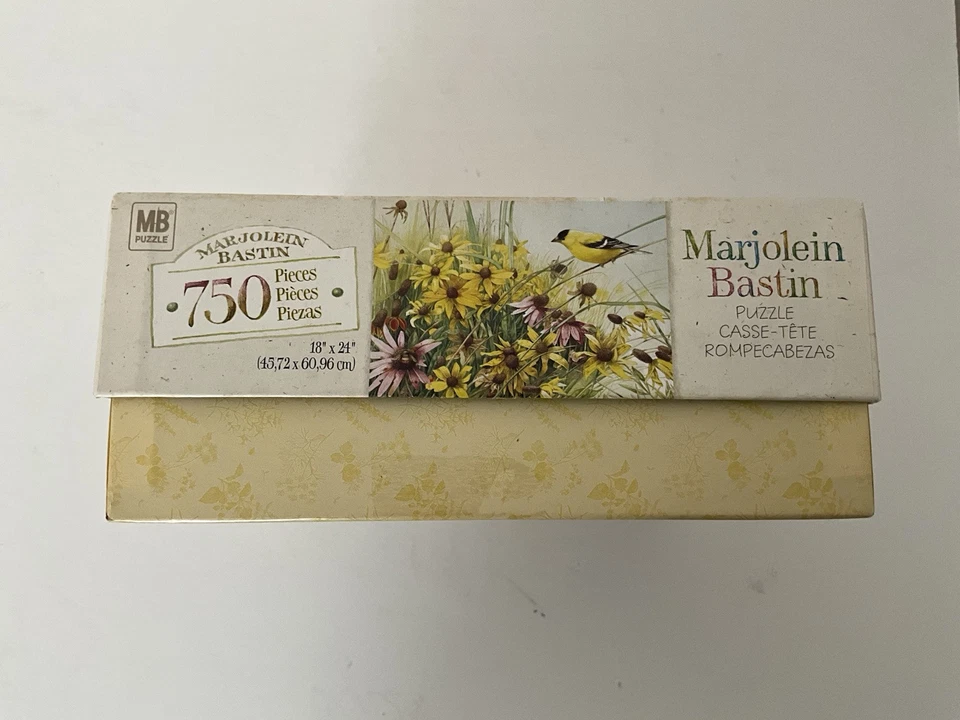 MB
PUZZLE
MARJOLEIN
BASTIN
750
Pieces
Pièces
Piezas
18" x 24"
(45,72 x 60,96 cm)
Marjolein
Bastin
PUZZLE
CASSE-TÊTE
ROMPECABEZAS